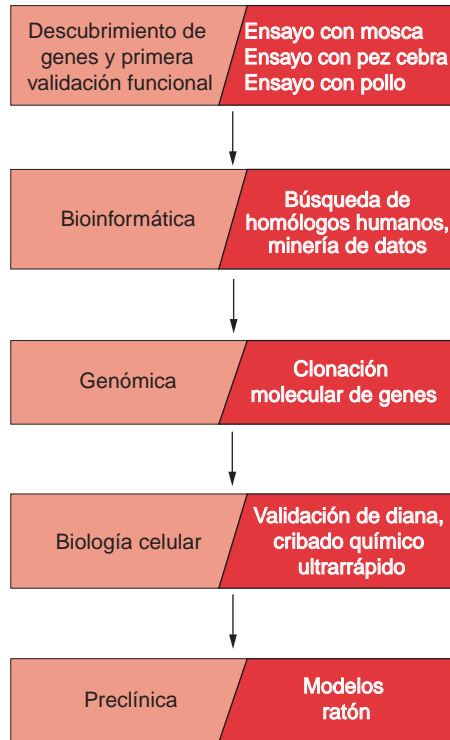 Descubrimiento de
genes y primera
validación funcional
Ensayo con mosca
Ensayo con pez cebra
Ensayo con pollo
Bioinformática
Búsqueda de
homólogos humanos,
minería de datos
Genómica
Clonación
molecular de genes
Biología celular
Validación de diana,
cribado químico
ultrarrápido
Preclínica
Modelos
ratón